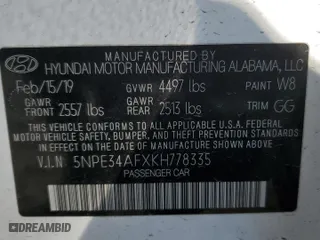 MANUFACTURED BY
HYUNDAI MOTOR MANUFACTURING ALABAMA, LLC
Feb/15/19 GVWR 4497 lbs PAINT W8
GAWR FRONT 2557 lbs GAWR REAR 2513 lbs TRIM GG
THIS VEHICLE CONFORMS TO ALL APPLICABLE U.S.A. FEDERAL MOTOR
VEHICLE SAFETY, BUMPER, AND THEFT PREVENTION STANDARDS IN
EFFECT ON THE DATE OF MANUFACTURE SHOWN ABOVE.
V.I.N 5NPE34AFXKH778335
PASSENGER CAR